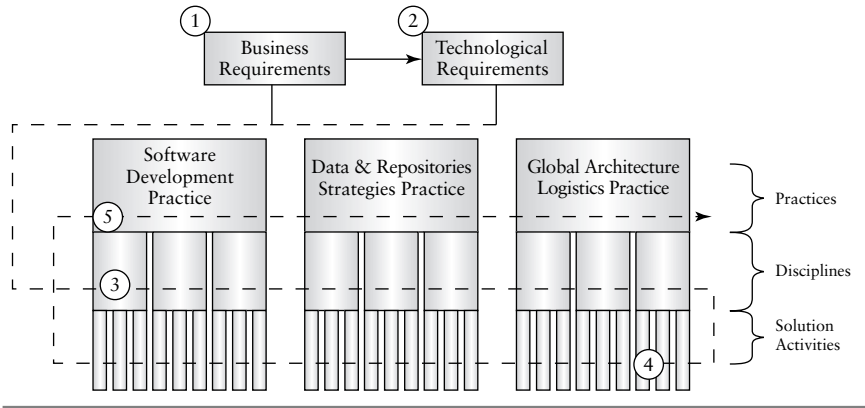 1
Business
Requirements
2
Technological
Requirements
Software
Development
Practice
Data & Repositories
Strategies Practice
Global Architecture
Logistics Practice
Practices
5
Disciplines
3
Solution
Activities
4